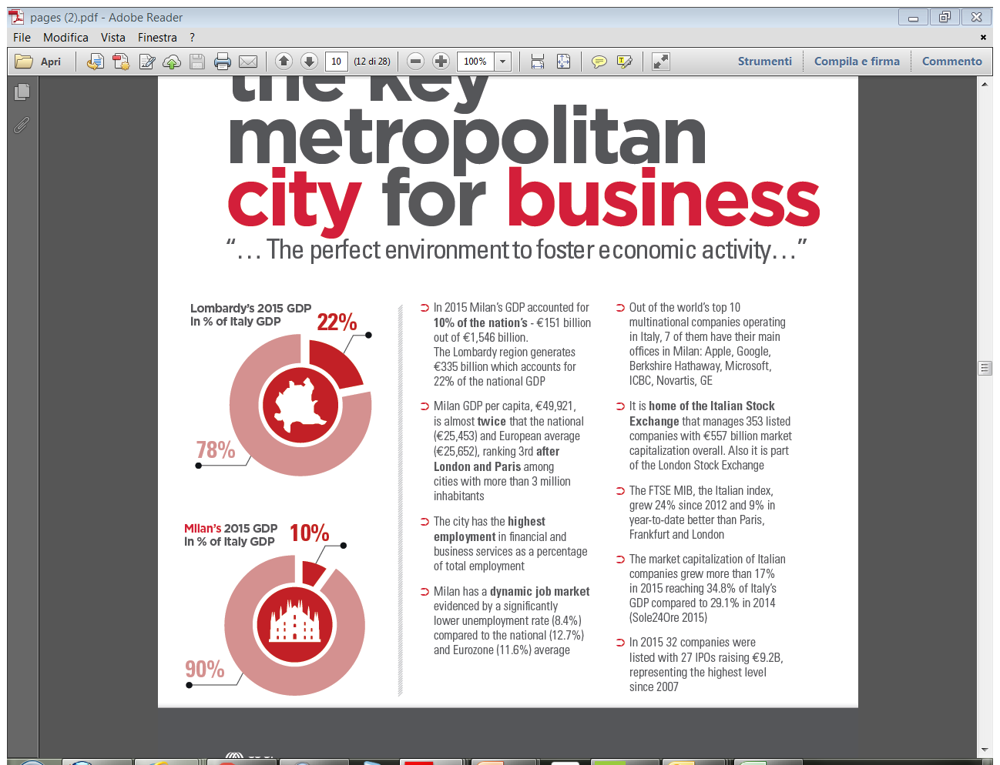 pages (2).pdf - Adobe Reader
File Modifica Vista Finestra ?
Apri 10 (12 di 28) 100% Strumenti Compila e firma Commento
the key
metropolitan
city for business
“… The perfect environment to foster economic activity…”
Lombardy's 2015 GDP
in % of Italy GDP
22%
78%
Milan's 2015 GDP
in % of Italy GDP
10%
90%
In 2015 Milan's GDP accounted for
10% of the nation's - €151 billion
out of €1,546 billion.
The Lombardy region generates
€335 billion which accounts for
22% of the national GDP
Milan GDP per capita, €49,921,
is almost twice that the national
(€25,453) and European average
(€25,652), ranking 3rd after
London and Paris among
cities with more than 3 million
inhabitants
The city has the highest
employment in financial and
business services as a percentage
of total employment
Milan has a dynamic job market
evidenced by a significantly
lower unemployment rate (8.4%)
compared to the national (12.7%)
and Eurozone (11.6%) average
Out of the world's top 10
multinational companies operating
in Italy, 7 of them have their main
offices in Milan: Apple, Google,
Berkshire Hathaway, Microsoft,
ICBC, Novartis, GE
It is home of the Italian Stock
Exchange that manages 353 listed
companies with €557 billion market
capitalization overall. Also it is part
of the London Stock Exchange
The FTSE MIB, the Italian index,
grew 24% since 2012 and 9% in
year-to-date better than Paris,
Frankfurt and London
The market capitalization of Italian
companies grew more than 17%
in 2015 reaching 34.8% of Italy's
GDP compared to 29.1% in 2014
(Sole24Ore 2015)
In 2015 32 companies were
listed with 27 IPOs raising €9.2B,
representing the highest level
since 2007